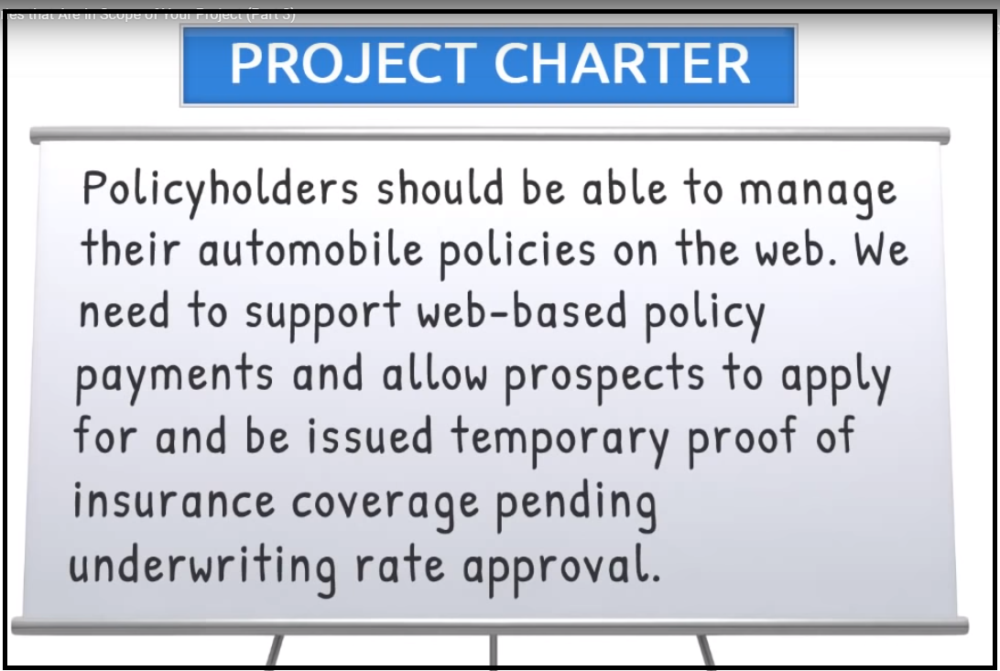 es that Are In Scope of Your Project (Part 3)
PROJECT CHARTER
Policyholders should be able to manage
their automobile policies on the web. We
need to support web-based policy
payments and allow prospects to apply
for and be issued temporary proof of
insurance coverage pending
underwriting rate approval.